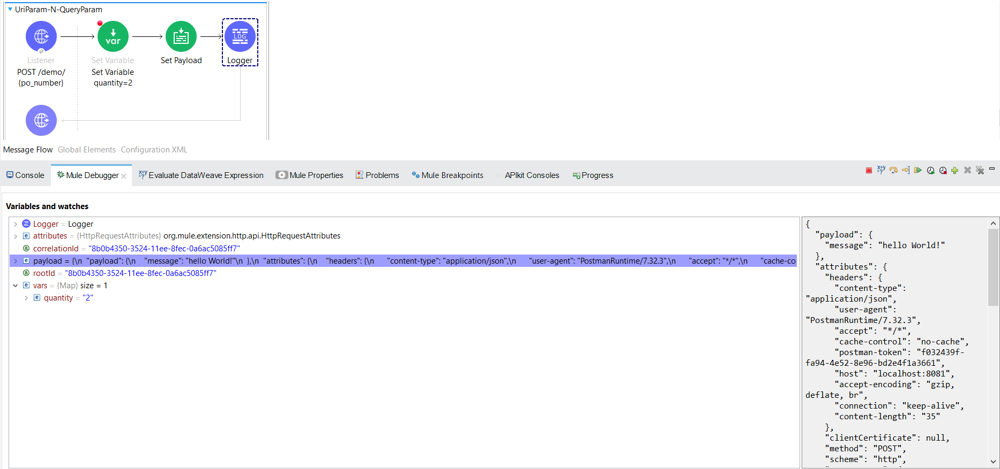 UriParam-N-QueryParam
var
LOG
Listener
Set Variable
Set Payload
Logger
POST /demo/
{po_number}
Set Variable
quantity=2
Message Flow Global Elements Configuration XML
Console Mule Debugger Evaluate DataWeave Expression Mule Properties Problems Mule Breakpoints APIkit Consoles Progress
Variables and watches
Logger = Logger
attributes = {HttpRequestAttributes} org.mule.extension.http.api.HttpRequestAttributes
correlationId = "8b0b4350-3524-11ee-8fec-0a6ac5085ff7"
payload = {\n  "payload": {\n    "message": "hello World!"\n  },\n  "attributes": {\n    "headers": {\n      "content-type": "application/json",\n      "user-agent": "PostmanRuntime/7.32.3",\n      "accept": "*/*",\n      "cache-co
rootId = "8b0b4350-3524-11ee-8fec-0a6ac5085ff7"
vars = {Map} size = 1
quantity = "2"
{
  "payload": {
    "message": "hello World!"
  },
  "attributes": {
    "headers": {
      "content-type":
"application/json",
      "user-agent":
"PostmanRuntime/7.32.3",
      "accept": "*/*",
      "cache-control": "no-cache",
      "postman-token": "f032439f-
fa94-4e52-8e96-bd2e4f1a3661",
      "host": "localhost:8081",
      "accept-encoding": "gzip,
deflate, br",
      "connection": "keep-alive",
      "content-length": "35"
    },
    "clientCertificate": null,
    "method": "POST",
    "scheme": "http",